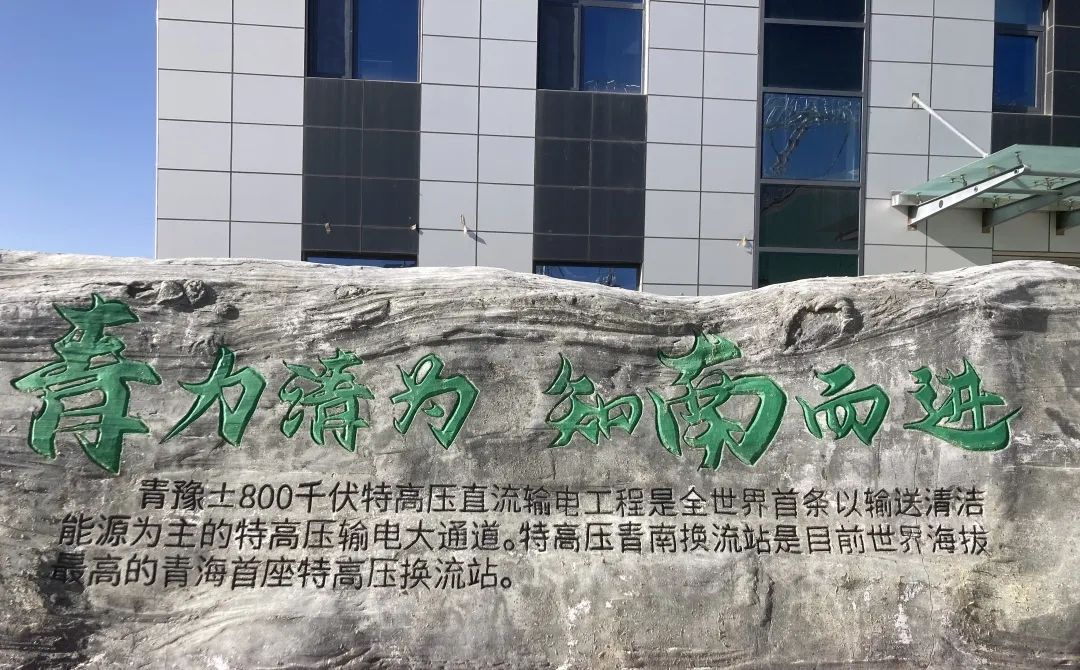 青力清为 知南而进
青豫士800千伏特高压直流输电工程是全世界首条以输送清洁
能源为主的特高压输电大通道。特高压青南换流站是目前世界海拔
最高的青海首座特高压换流站。